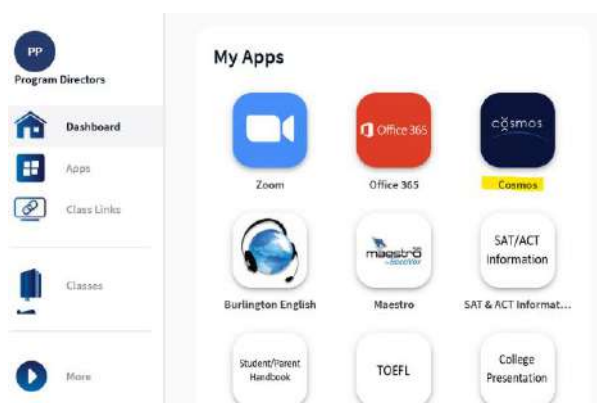 PP
Program Directors
Dashboard
Apps
Class Links
Classes
More
My Apps
Office 365
cosmos
Zoom
Office 365
Cosmos
maestro
SAT/ACT
Information
Burlington English
Maestro
SAT & ACT Informat...
Student/Parent
Handbook
TOEFL
College
Presentation